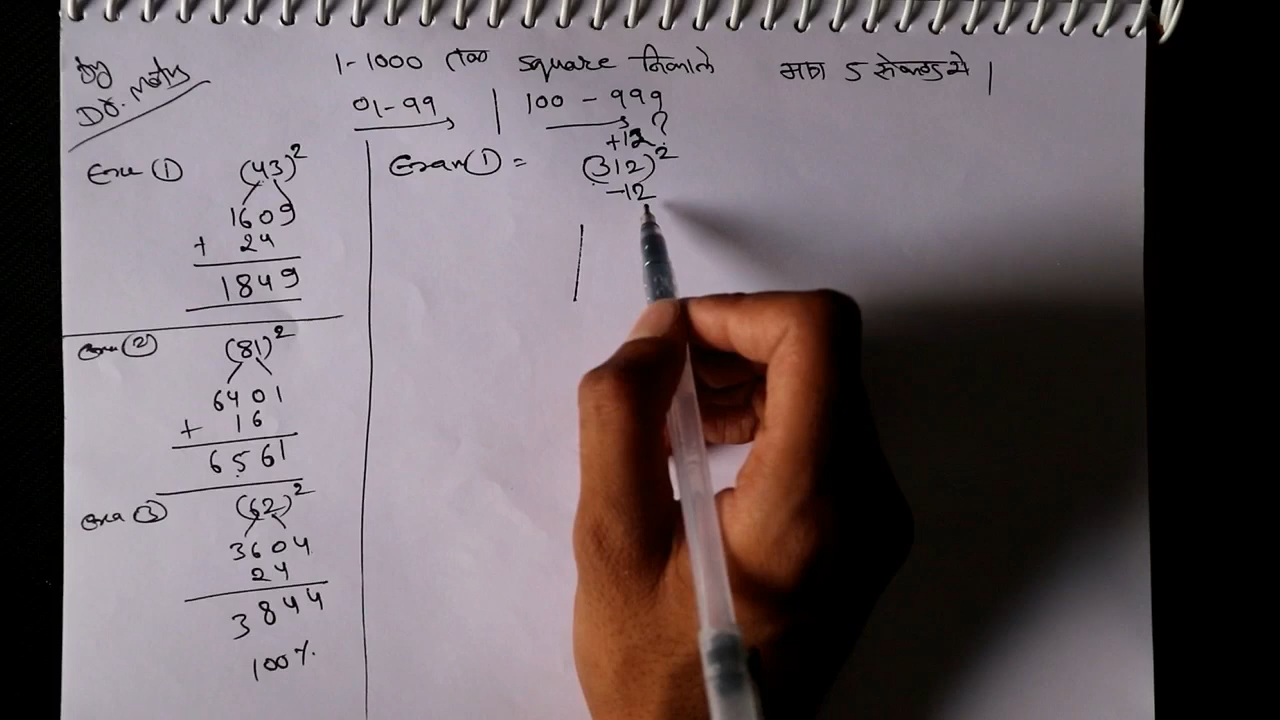 By
Dr. Maths
1-1000 तक square निकाले मात्र 5 सेकेण्ड में |
01-99 | 100 - 999 ?
Exa ① (43)²
1609
+ 24
1849
Exa ② (81)²
6401
+ 16
6561
Exa ③ (62)²
3604
24
3844
100%.
+12
Exam ① = (312)²
-12